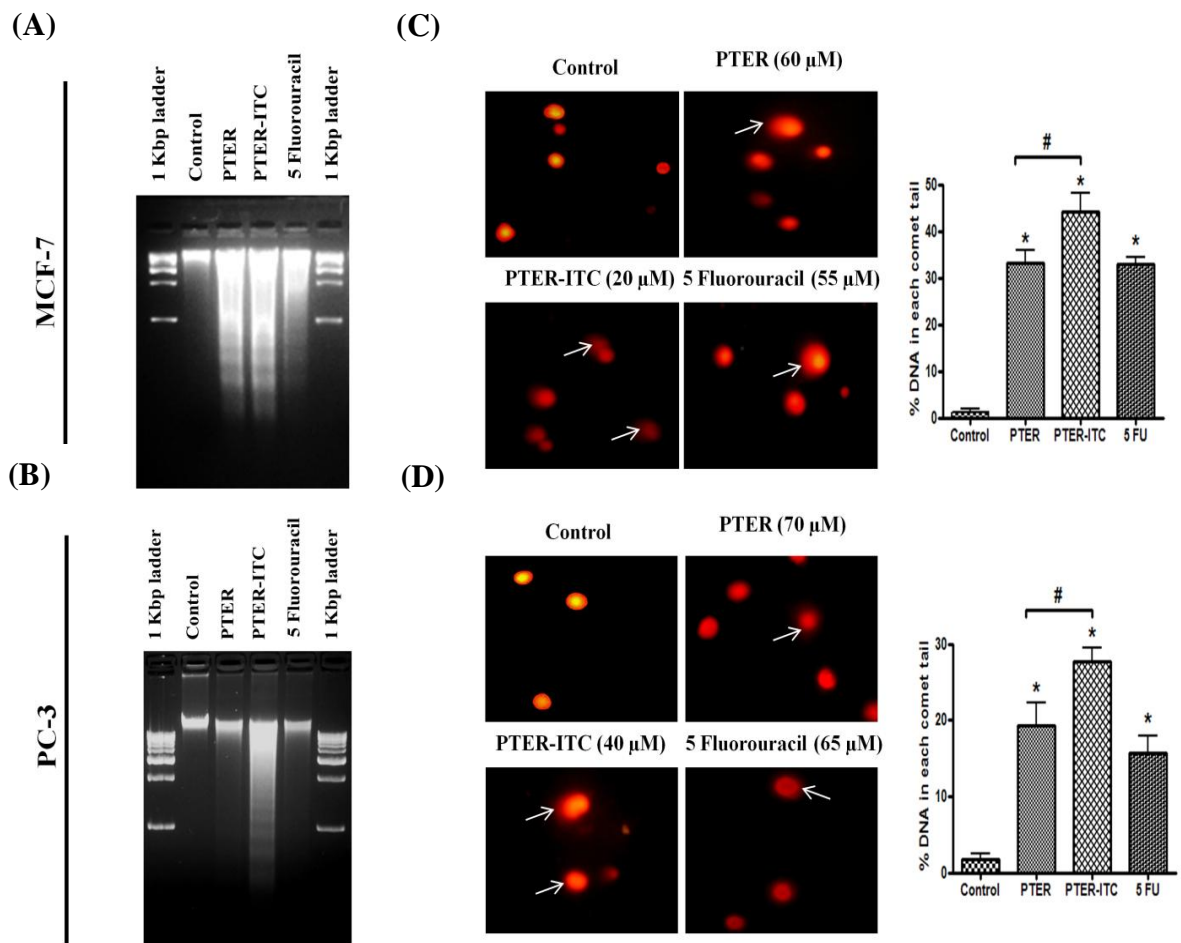 (A)
1 Kbp ladder
Control
PTER
PTER-ITC
5 Fluorouracil
1 Kbp ladder
MCF-7
(B)
1 Kbp ladder
Control
PTER
PTER-ITC
5 Fluorouracil
1 Kbp ladder
PC-3
(C)
Control
PTER (60 µM)
PTER-ITC (20 µM)
5 Fluorouracil (55 µM)
% DNA in each comet tail
50
40
30
20
10
0
#
*
*
*
Control
PTER
PTER-ITC
5 FU
(D)
Control
PTER (70 µM)
PTER-ITC (40 µM)
5 Fluorouracil (65 µM)
% DNA in each comet tail
30
20
10
0
#
*
*
*
Control
PTER
PTER-ITC
5 FU